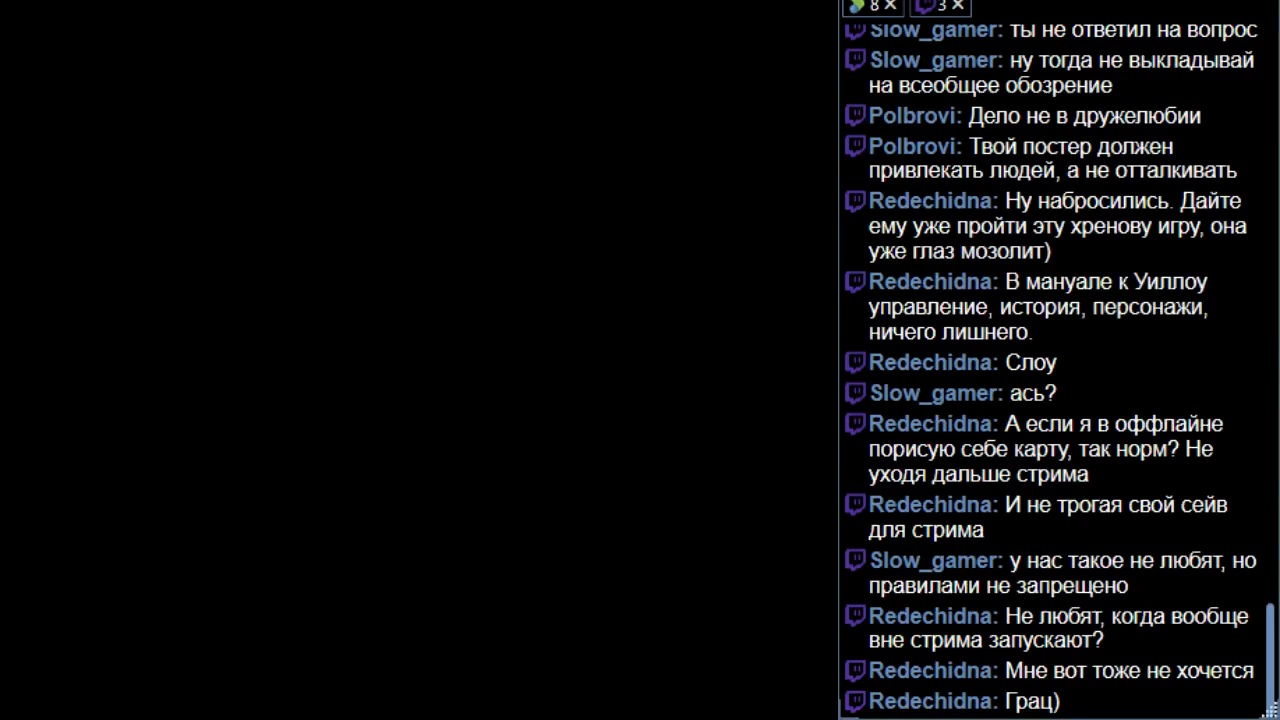 8 × 3 ×
Slow_gamer: ты не ответил на вопрос
Slow_gamer: ну тогда не выкладывай
на всеобщее обозрение
Polbrovi: Дело не в дружелюбии
Polbrovi: Твой постер должен
привлекать людей, а не отталкивать
Redechidna: Ну набросились. Дайте
ему уже пройти эту хренову игру, она
уже глаз мозолит)
Redechidna: В мануале к Уиллоу
управление, история, персонажи,
ничего лишнего.
Redechidna: Слоу
Slow_gamer: ась?
Redechidna: А если я в оффлайне
порисую себе карту, так норм? Не
уходя дальше стрима
Redechidna: И не трогая свой сейв
для стрима
Slow_gamer: у нас такое не любят, но
правилами не запрещено
Redechidna: Не любят, когда вообще
вне стрима запускают?
Redechidna: Мне вот тоже не хочется
Redechidna: Грац)